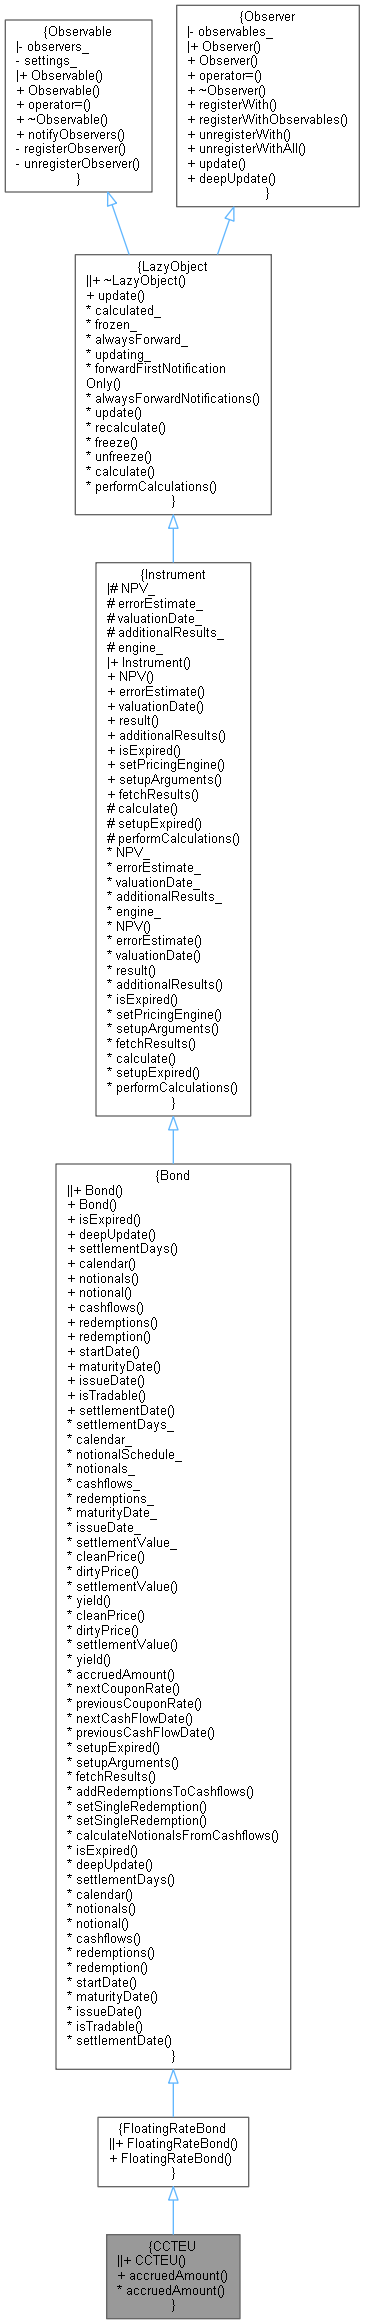 {Observable
|- observers_
- settings_
|+ Observable()
+ Observable()
+ operator=()
+ ~Observable()
+ notifyObservers()
- registerObserver()
- unregisterObserver()
}
{Observer
|- observables_
|+ Observer()
+ Observer()
+ operator=()
+ ~Observer()
+ registerWith()
+ registerWithObservables()
+ unregisterWith()
+ unregisterWithAll()
+ update()
+ deepUpdate()
}
{LazyObject
||+ ~LazyObject()
+ update()
* calculated_
* frozen_
* alwaysForward_
* updating_
* forwardFirstNotification
Only()
* alwaysForwardNotifications()
* update()
* recalculate()
* freeze()
* unfreeze()
* calculate()
* performCalculations()
}
{Instrument
|# NPV_
# errorEstimate_
# valuationDate_
# additionalResults_
# engine_
|+ Instrument()
+ NPV()
+ errorEstimate()
+ valuationDate()
+ result()
+ additionalResults()
+ isExpired()
+ setPricingEngine()
+ setupArguments()
+ fetchResults()
# calculate()
# setupExpired()
# performCalculations()
* NPV_
* errorEstimate_
* valuationDate_
* additionalResults_
* engine_
* NPV()
* errorEstimate()
* valuationDate()
* result()
* additionalResults()
* isExpired()
* setPricingEngine()
* setupArguments()
* fetchResults()
* calculate()
* setupExpired()
* performCalculations()
}
{Bond
||+ Bond()
+ Bond()
+ isExpired()
+ deepUpdate()
+ settlementDays()
+ calendar()
+ notionals()
+ notional()
+ cashflows()
+ redemptions()
+ redemption()
+ startDate()
+ maturityDate()
+ issueDate()
+ isTradable()
+ settlementDate()
* settlementDays_
* calendar_
* notionalSchedule_
* notionals_
* cashflows_
* redemptions_
* maturityDate_
* issueDate_
* settlementValue_
* cleanPrice()
* dirtyPrice()
* settlementValue()
* yield()
* cleanPrice()
* dirtyPrice()
* settlementValue()
* yield()
* accruedAmount()
* nextCouponRate()
* previousCouponRate()
* nextCashFlowDate()
* previousCashFlowDate()
* setupExpired()
* setupArguments()
* fetchResults()
* addRedemptionsToCashflows()
* setSingleRedemption()
* setSingleRedemption()
* calculateNotionalsFromCashflows()
* isExpired()
* deepUpdate()
* settlementDays()
* calendar()
* notionals()
* notional()
* cashflows()
* redemptions()
* redemption()
* startDate()
* maturityDate()
* issueDate()
* isTradable()
* settlementDate()
}
{FloatingRateBond
||+ FloatingRateBond()
+ FloatingRateBond()
}
{CCTEU
||+ CCTEU()
+ accruedAmount()
* accruedAmount()
}